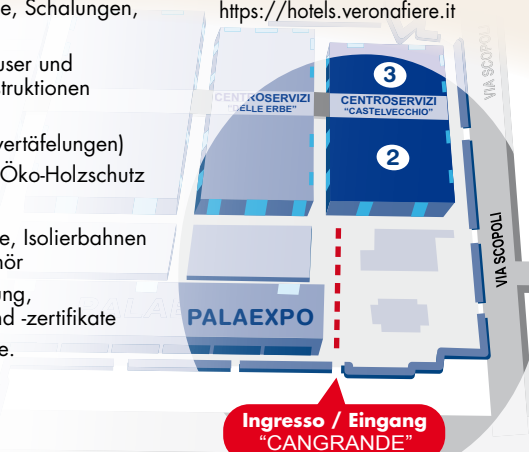 e, Schalungen,
https://hotels.veronafiere.it
user und
struktionen
vertäfelungen)
Öko-Holzschutz
e, Isolierbahnen
hör
ung,
nd -zertifikate
e.
3
CENTROSERVIZI
"DELLE ERBE"
CENTROSERVIZI
"CASTELVECCHIO"
2
VIA SCOPOLI
VIA SCOPOLI
PALAEXPO
Ingresso / Eingang
"CANGRANDE"